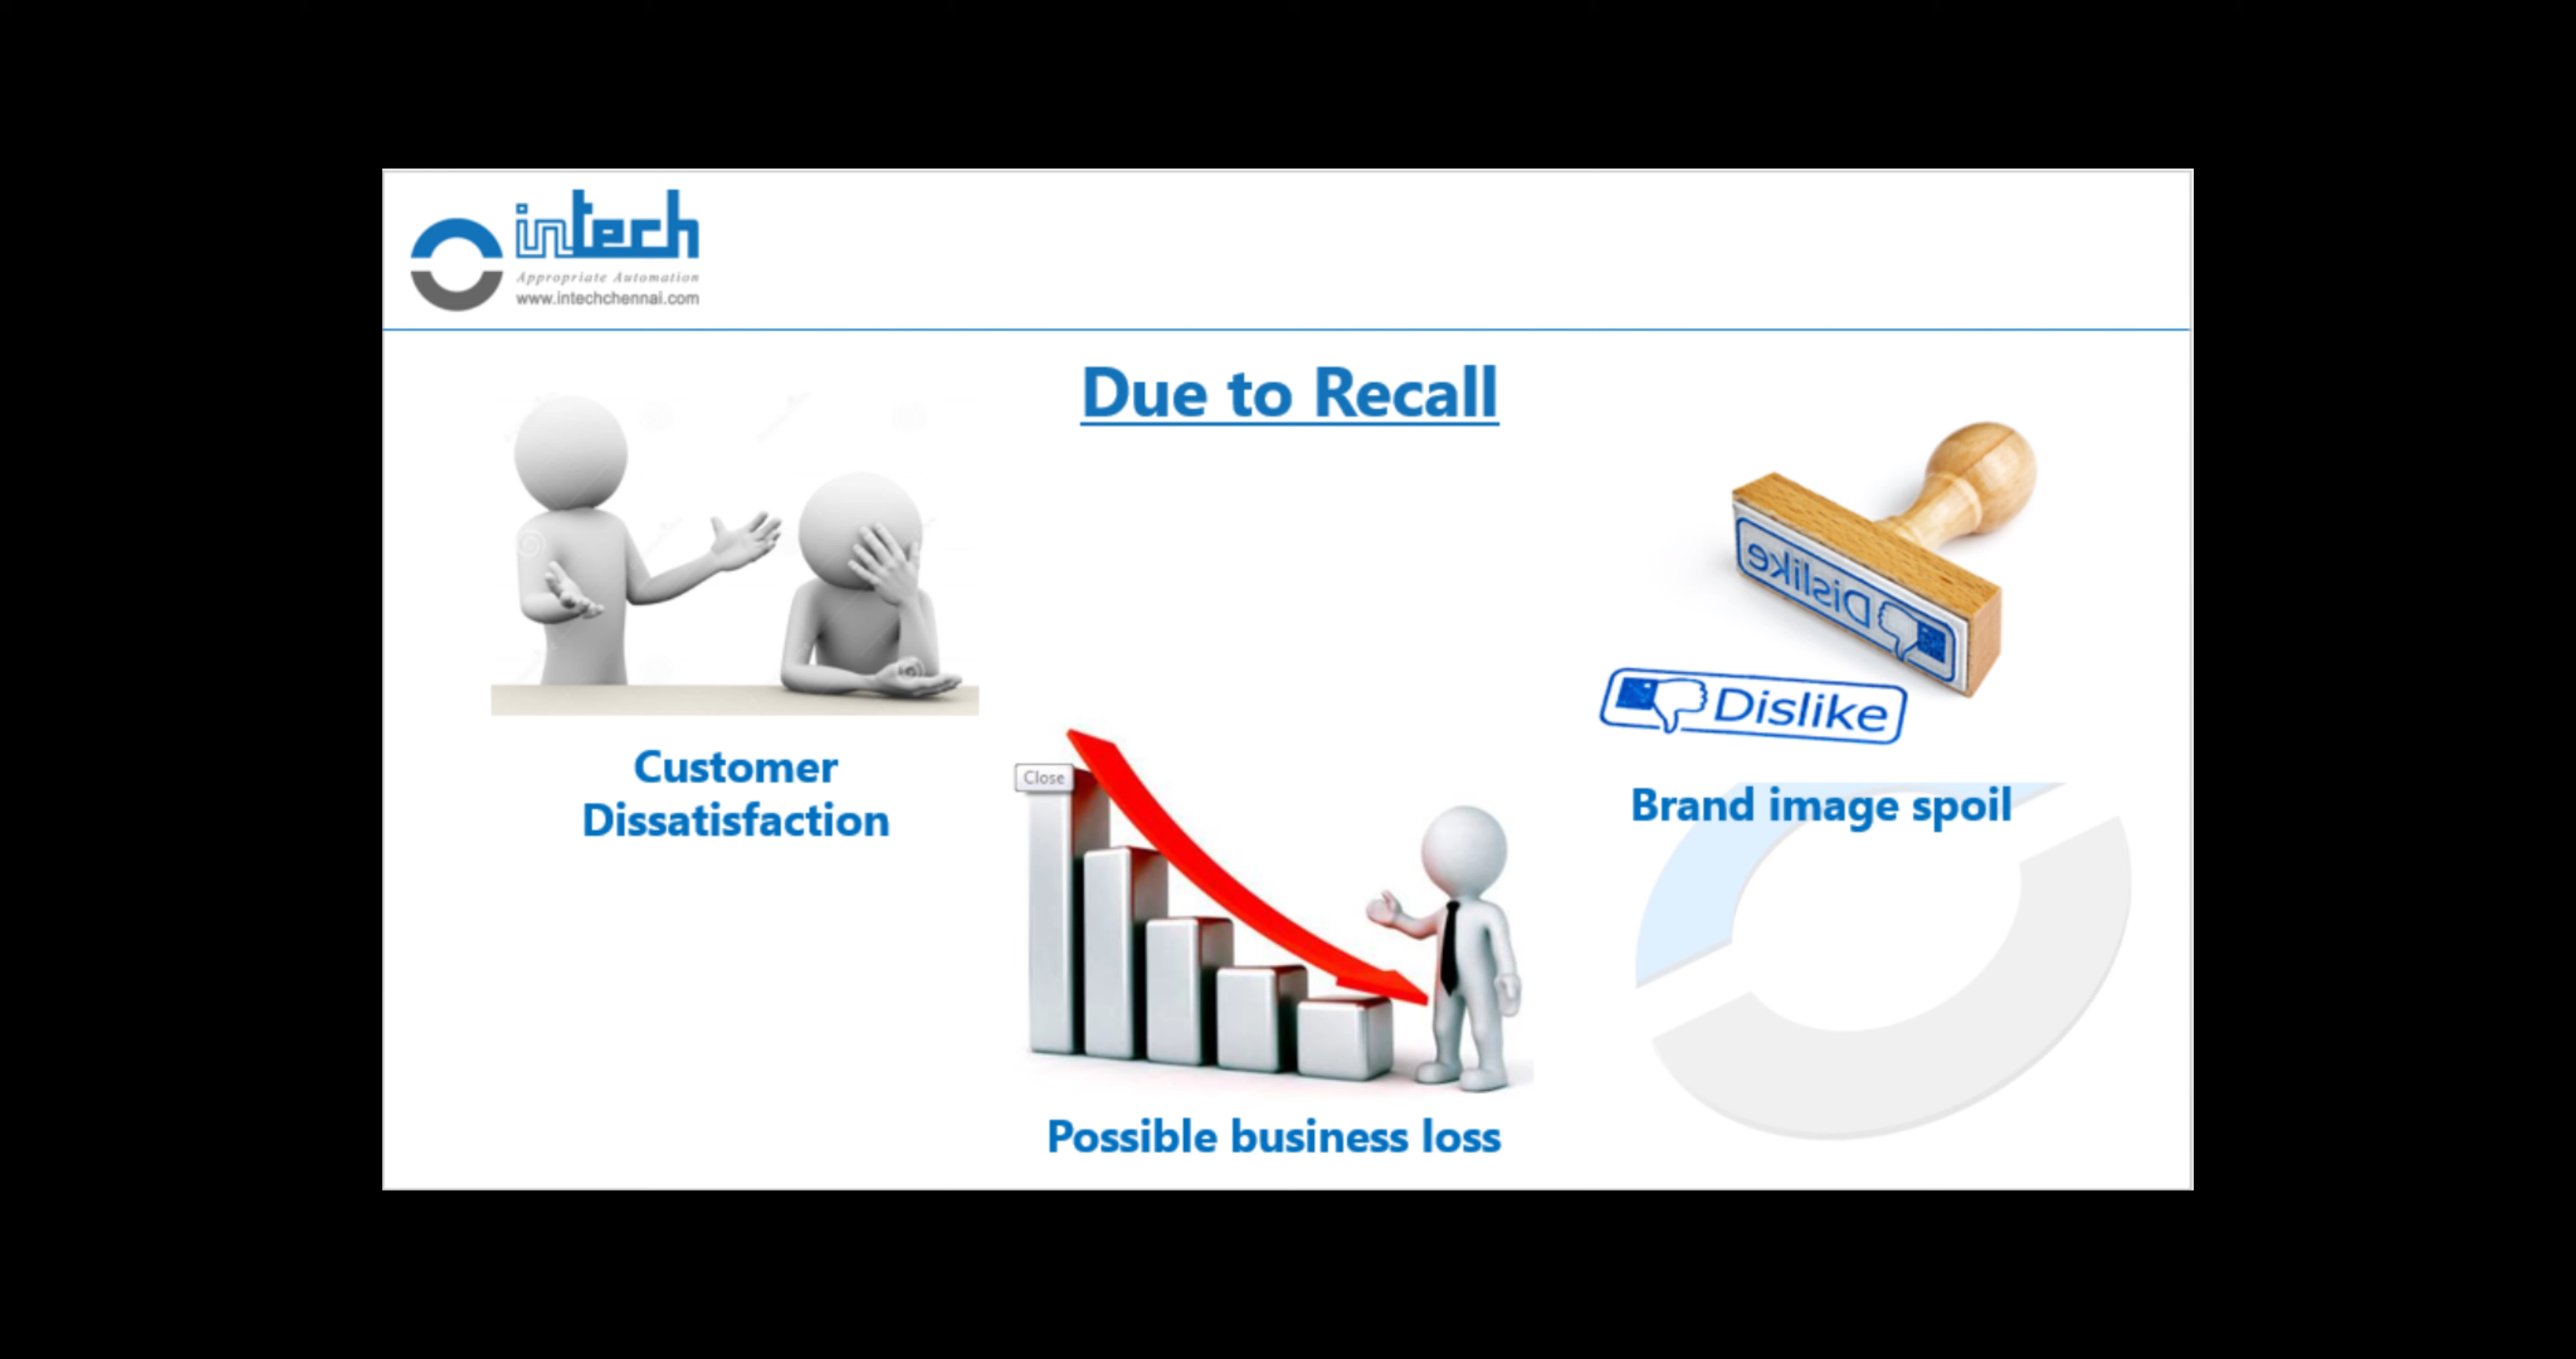 intech
Appropriate Automation
www.intechchennai.com
Due to Recall
Dislike
Dislike
Customer
Dissatisfaction
Close
Brand image spoil
Possible business loss